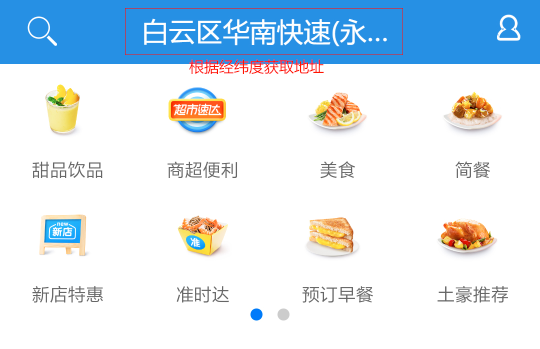 白云区华南快速(永...
根据经纬度获取地址
超市速达
甜品饮品
商超便利
美食
简餐
new
新店
准
新店特惠
准时达
预订早餐
土豪推荐